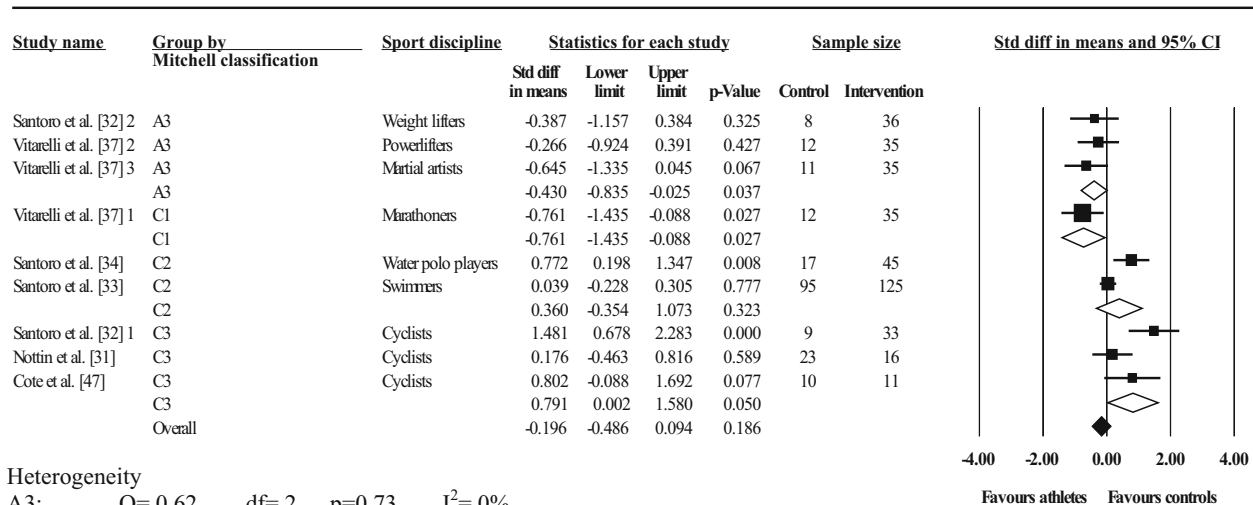 Study name Group by Mitchell classification Sport discipline Statistics for each study Sample size Std diff in means and 95% CI
Std diff in means Lower limit Upper limit p-Value Control Intervention
Santoro et al. [32] 2 A3 Weight lifters -0.387 -1.157 0.384 0.325 8 36
Vitarelli et al. [37] 2 A3 Powerlifters -0.266 -0.924 0.391 0.427 12 35
Vitarelli et al. [37] 3 A3 Martial artists -0.645 -1.335 0.045 0.067 11 35
A3 -0.430 -0.835 -0.025 0.037
Vitarelli et al. [37] 1 C1 Marathoners -0.761 -1.435 -0.088 0.027 12 35
C1 -0.761 -1.435 -0.088 0.027
Santoro et al. [34] C2 Water polo players 0.772 0.198 1.347 0.008 17 45
Santoro et al. [33] C2 Swimmers 0.039 -0.228 0.305 0.777 95 125
C2 0.360 -0.354 1.073 0.323
Santoro et al. [32] 1 C3 Cyclists 1.481 0.678 2.283 0.000 9 33
Nottin et al. [31] C3 Cyclists 0.176 -0.463 0.816 0.589 23 16
Cote et al. [47] C3 Cyclists 0.802 -0.088 1.692 0.077 10 11
C3 0.791 0.002 1.580 0.050
Overall -0.196 -0.486 0.094 0.186
-4.00 -2.00 0.00 2.00 4.00
Favours athletes Favours controls
Heterogeneity
A3: Q= 0.62 df= 2 p=0.73 I²= 0%